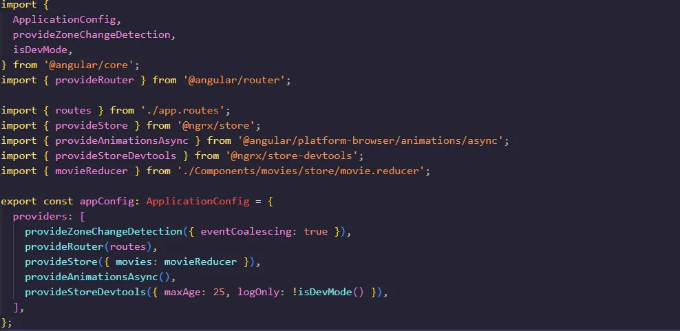 import {
  ApplicationConfig,
  provideZoneChangeDetection,
  isDevMode,
} from '@angular/core';
import { provideRouter } from '@angular/router';

import { routes } from './app.routes';
import { provideStore } from '@ngrx/store';
import { provideAnimationsAsync } from '@angular/platform-browser/animations/async';
import { provideStoreDevtools } from '@ngrx/store-devtools';
import { movieReducer } from './Components/movies/store/movie.reducer';

export const appConfig: ApplicationConfig = {
  providers: [
    provideZoneChangeDetection({ eventCoalescing: true }),
    provideRouter(routes),
    provideStore({ movies: movieReducer }),
    provideAnimationsAsync(),
    provideStoreDevtools({ maxAge: 25, logOnly: !isDevMode() }),
  ],
};